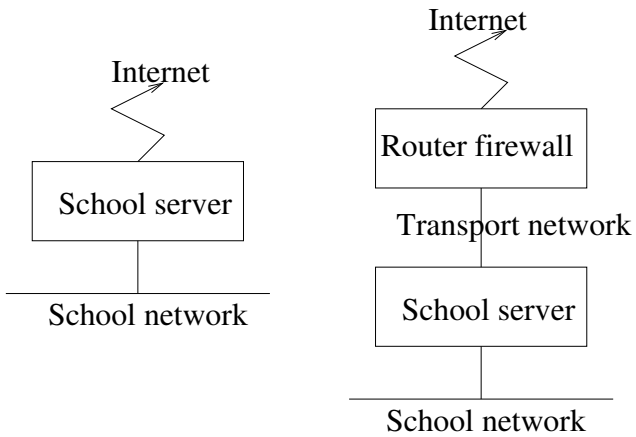 Internet
School server
School network
Internet
Router firewall
Transport network
School server
School network